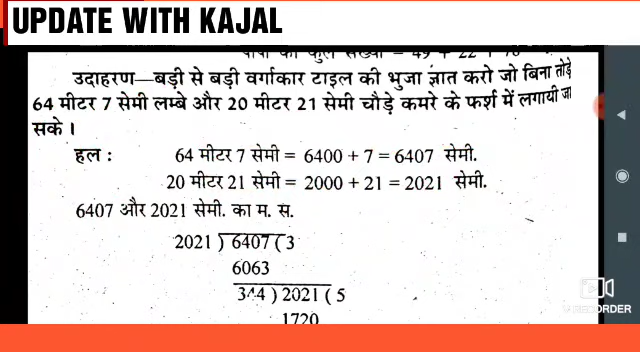 UPDATE WITH KAJAL
उदाहरण—बड़ी से बड़ी वर्गाकार टाइल की भुजा ज्ञात करो जो बिना तोड़े
64 मीटर 7 सेमी लम्बे और 20 मीटर 21 सेमी चौड़े कमरे के फर्श में लगायी जा
सके ।
हल :
64 मीटर 7 सेमी = 6400 + 7 = 6407 सेमी.
20 मीटर 21 सेमी = 2000 + 21 = 2021 सेमी.
6407 और 2021 सेमी. का म. स.
2021 ) 6407 ( 3
6063
344 ) 2021 ( 5
1720